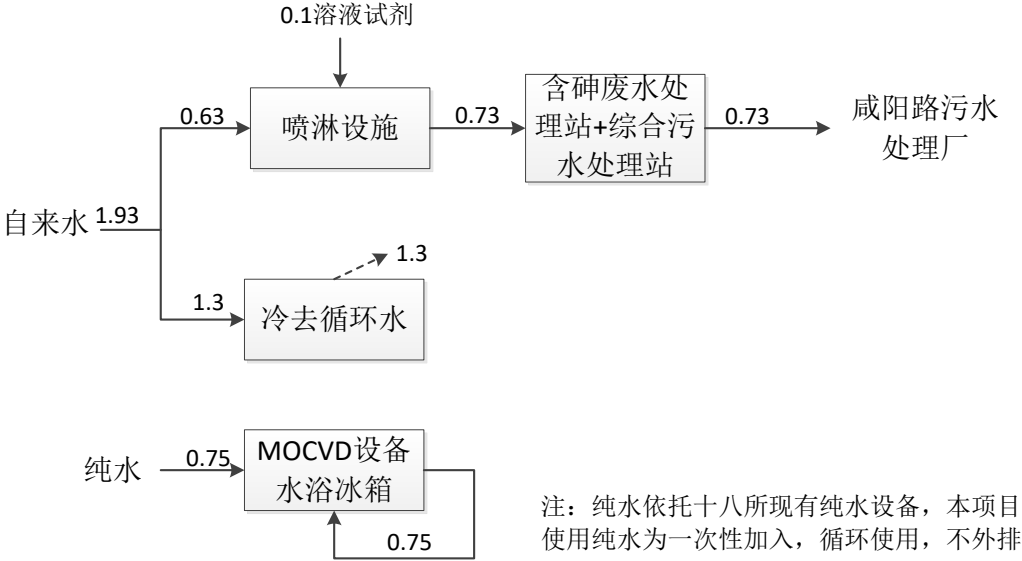 0.1溶液试剂
0.63
喷淋设施
0.73
含砷废水处
理站+综合污
水处理站
0.73
咸阳路污水
处理厂
自来水
1.93
1.3
1.3
冷去循环水
纯水
0.75
MOCVD设备
水浴冰箱
0.75
注：纯水依托十八所现有纯水设备，本项目
使用纯水为一次性加入，循环使用，不外排